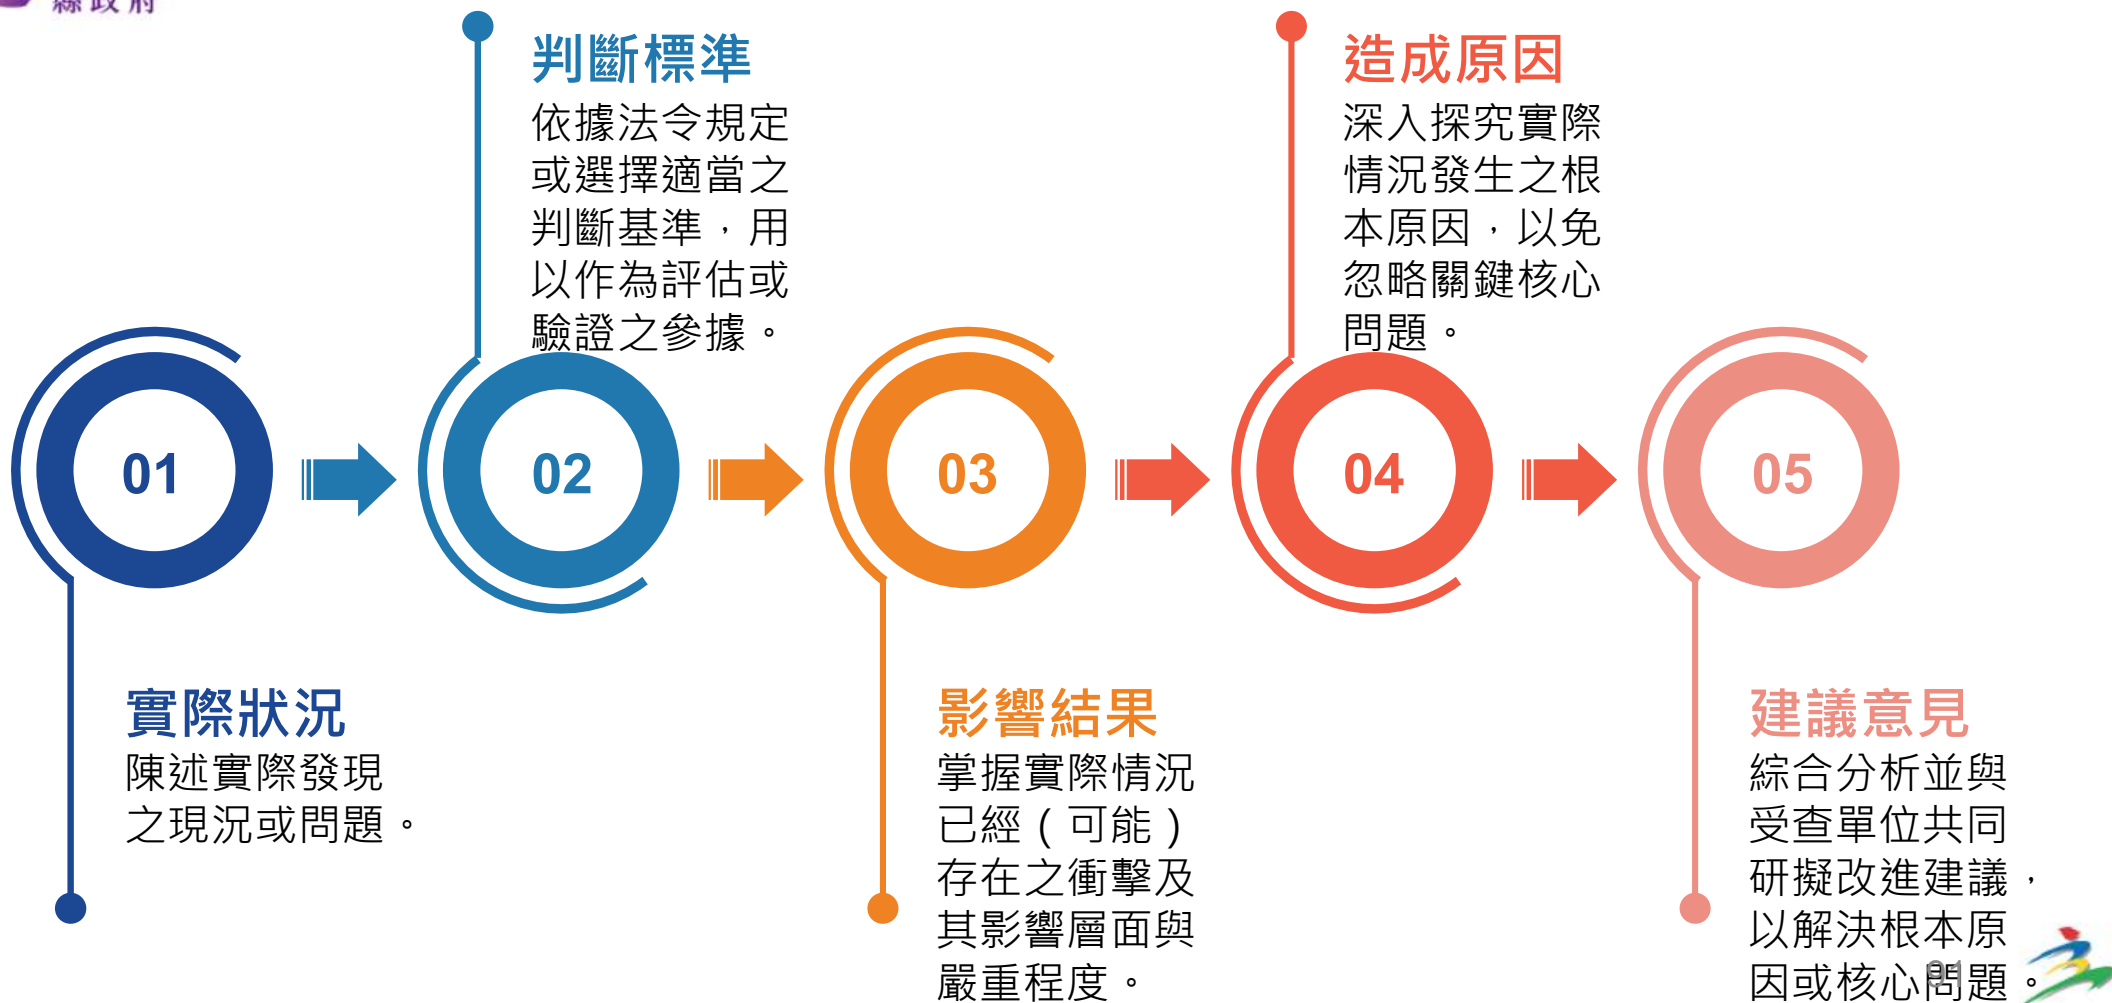 縣政府
判斷標準
依據法令規定
或選擇適當之
判斷基準，用
以作為評估或
驗證之參據。
造成原因
深入探究實際
情況發生之根
本原因，以免
忽略關鍵核心
問題。
01
02
03
04
05
實際狀況
陳述實際發現
之現況或問題。
影響結果
掌握實際情況
已經（可能）
存在之衝擊及
其影響層面與
嚴重程度。
建議意見
綜合分析並與
受查單位共同
研擬改進建議，
以解決根本原
因或核心問題。
91